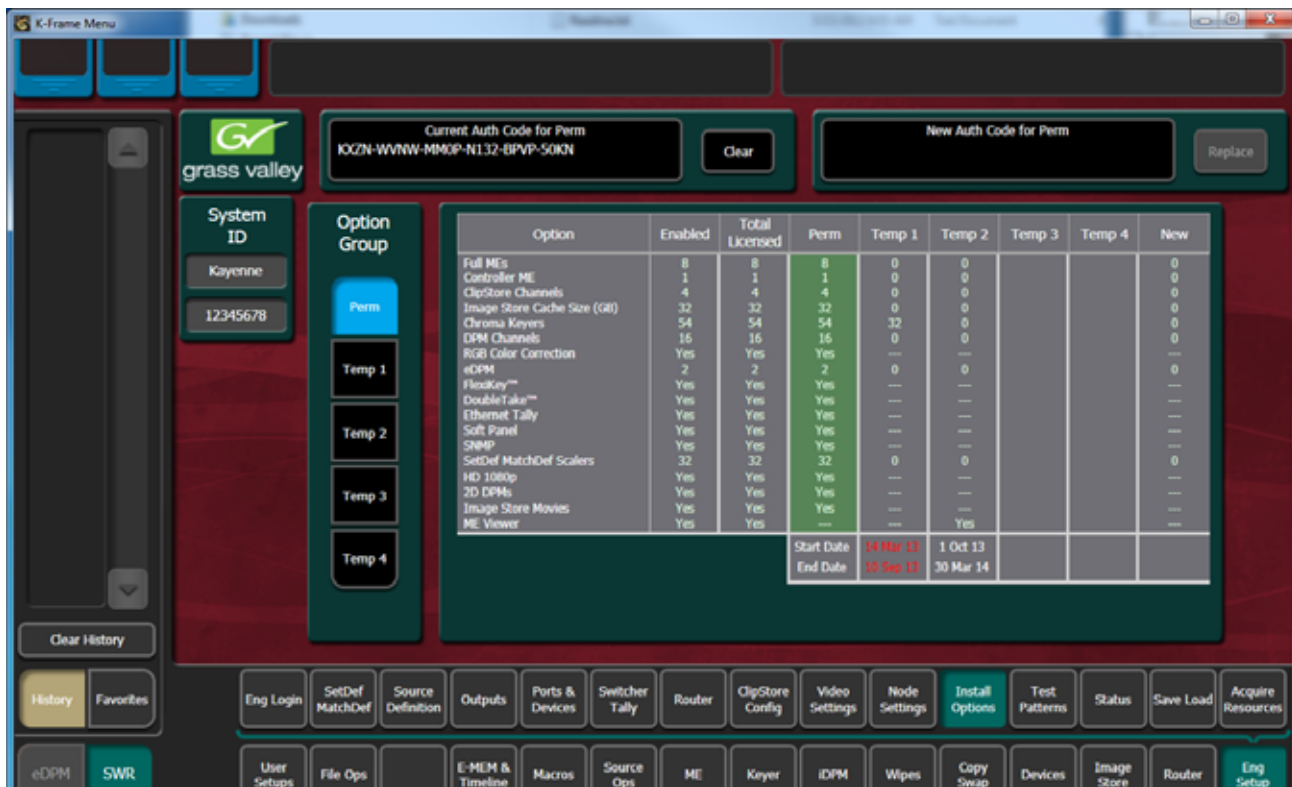 K-Frame Menu
Current Auth Code for Perm
KXZN-WVNW-MM0P-N132-BPVP-50KN
Clear
New Auth Code for Perm
Replace
grass valley
System
ID
Kayenne
12345678
Option
Group
Perm
Temp 1
Temp 2
Temp 3
Temp 4
Option Enabled Total Licensed Perm Temp 1 Temp 2 Temp 3 Temp 4 New
Full MEs 8 8 8 0 0 0
Controller ME 1 1 1 0 0 0
ClipStore Channels 4 4 4 0 0 0
Image Store Cache Size (GB) 32 32 32 0 0 0
Chroma Keyers 54 54 54 32 0 0
DPM Channels 16 16 16 0 0 0
RGB Color Correction Yes Yes Yes --- --- ---
eDPM 2 2 2 0 0 0
FlexiKey™ Yes Yes Yes --- --- ---
DoubleTake™ Yes Yes Yes --- --- ---
Ethernet Tally Yes Yes Yes --- --- ---
Soft Panel Yes Yes Yes --- --- ---
SNMP Yes Yes Yes --- --- ---
SetDef MatchDef Scalers 32 32 32 0 0 0
HD 1080p Yes Yes Yes --- --- ---
2D DPMs Yes Yes Yes --- --- ---
Image Store Movies Yes Yes Yes --- --- ---
ME Viewer Yes Yes --- --- Yes ---
Start Date 14 Mar 13 1 Oct 13
End Date 10 Sep 13 30 Mar 14
Clear History
History Favorites
Eng Login
SetDef MatchDef
Source Definition
Outputs
Ports & Devices
Switcher Tally
Router
ClipStore Config
Video Settings
Node Settings
Install Options
Test Patterns
Status
Save Load
Acquire Resources
eDPM SWR
User Setups
File Ops
E-MEM & Timeline
Macros
Source Ops
ME
Keyer
iDPM
Wipes
Copy Swap
Devices
Image Store
Router
Eng Setup